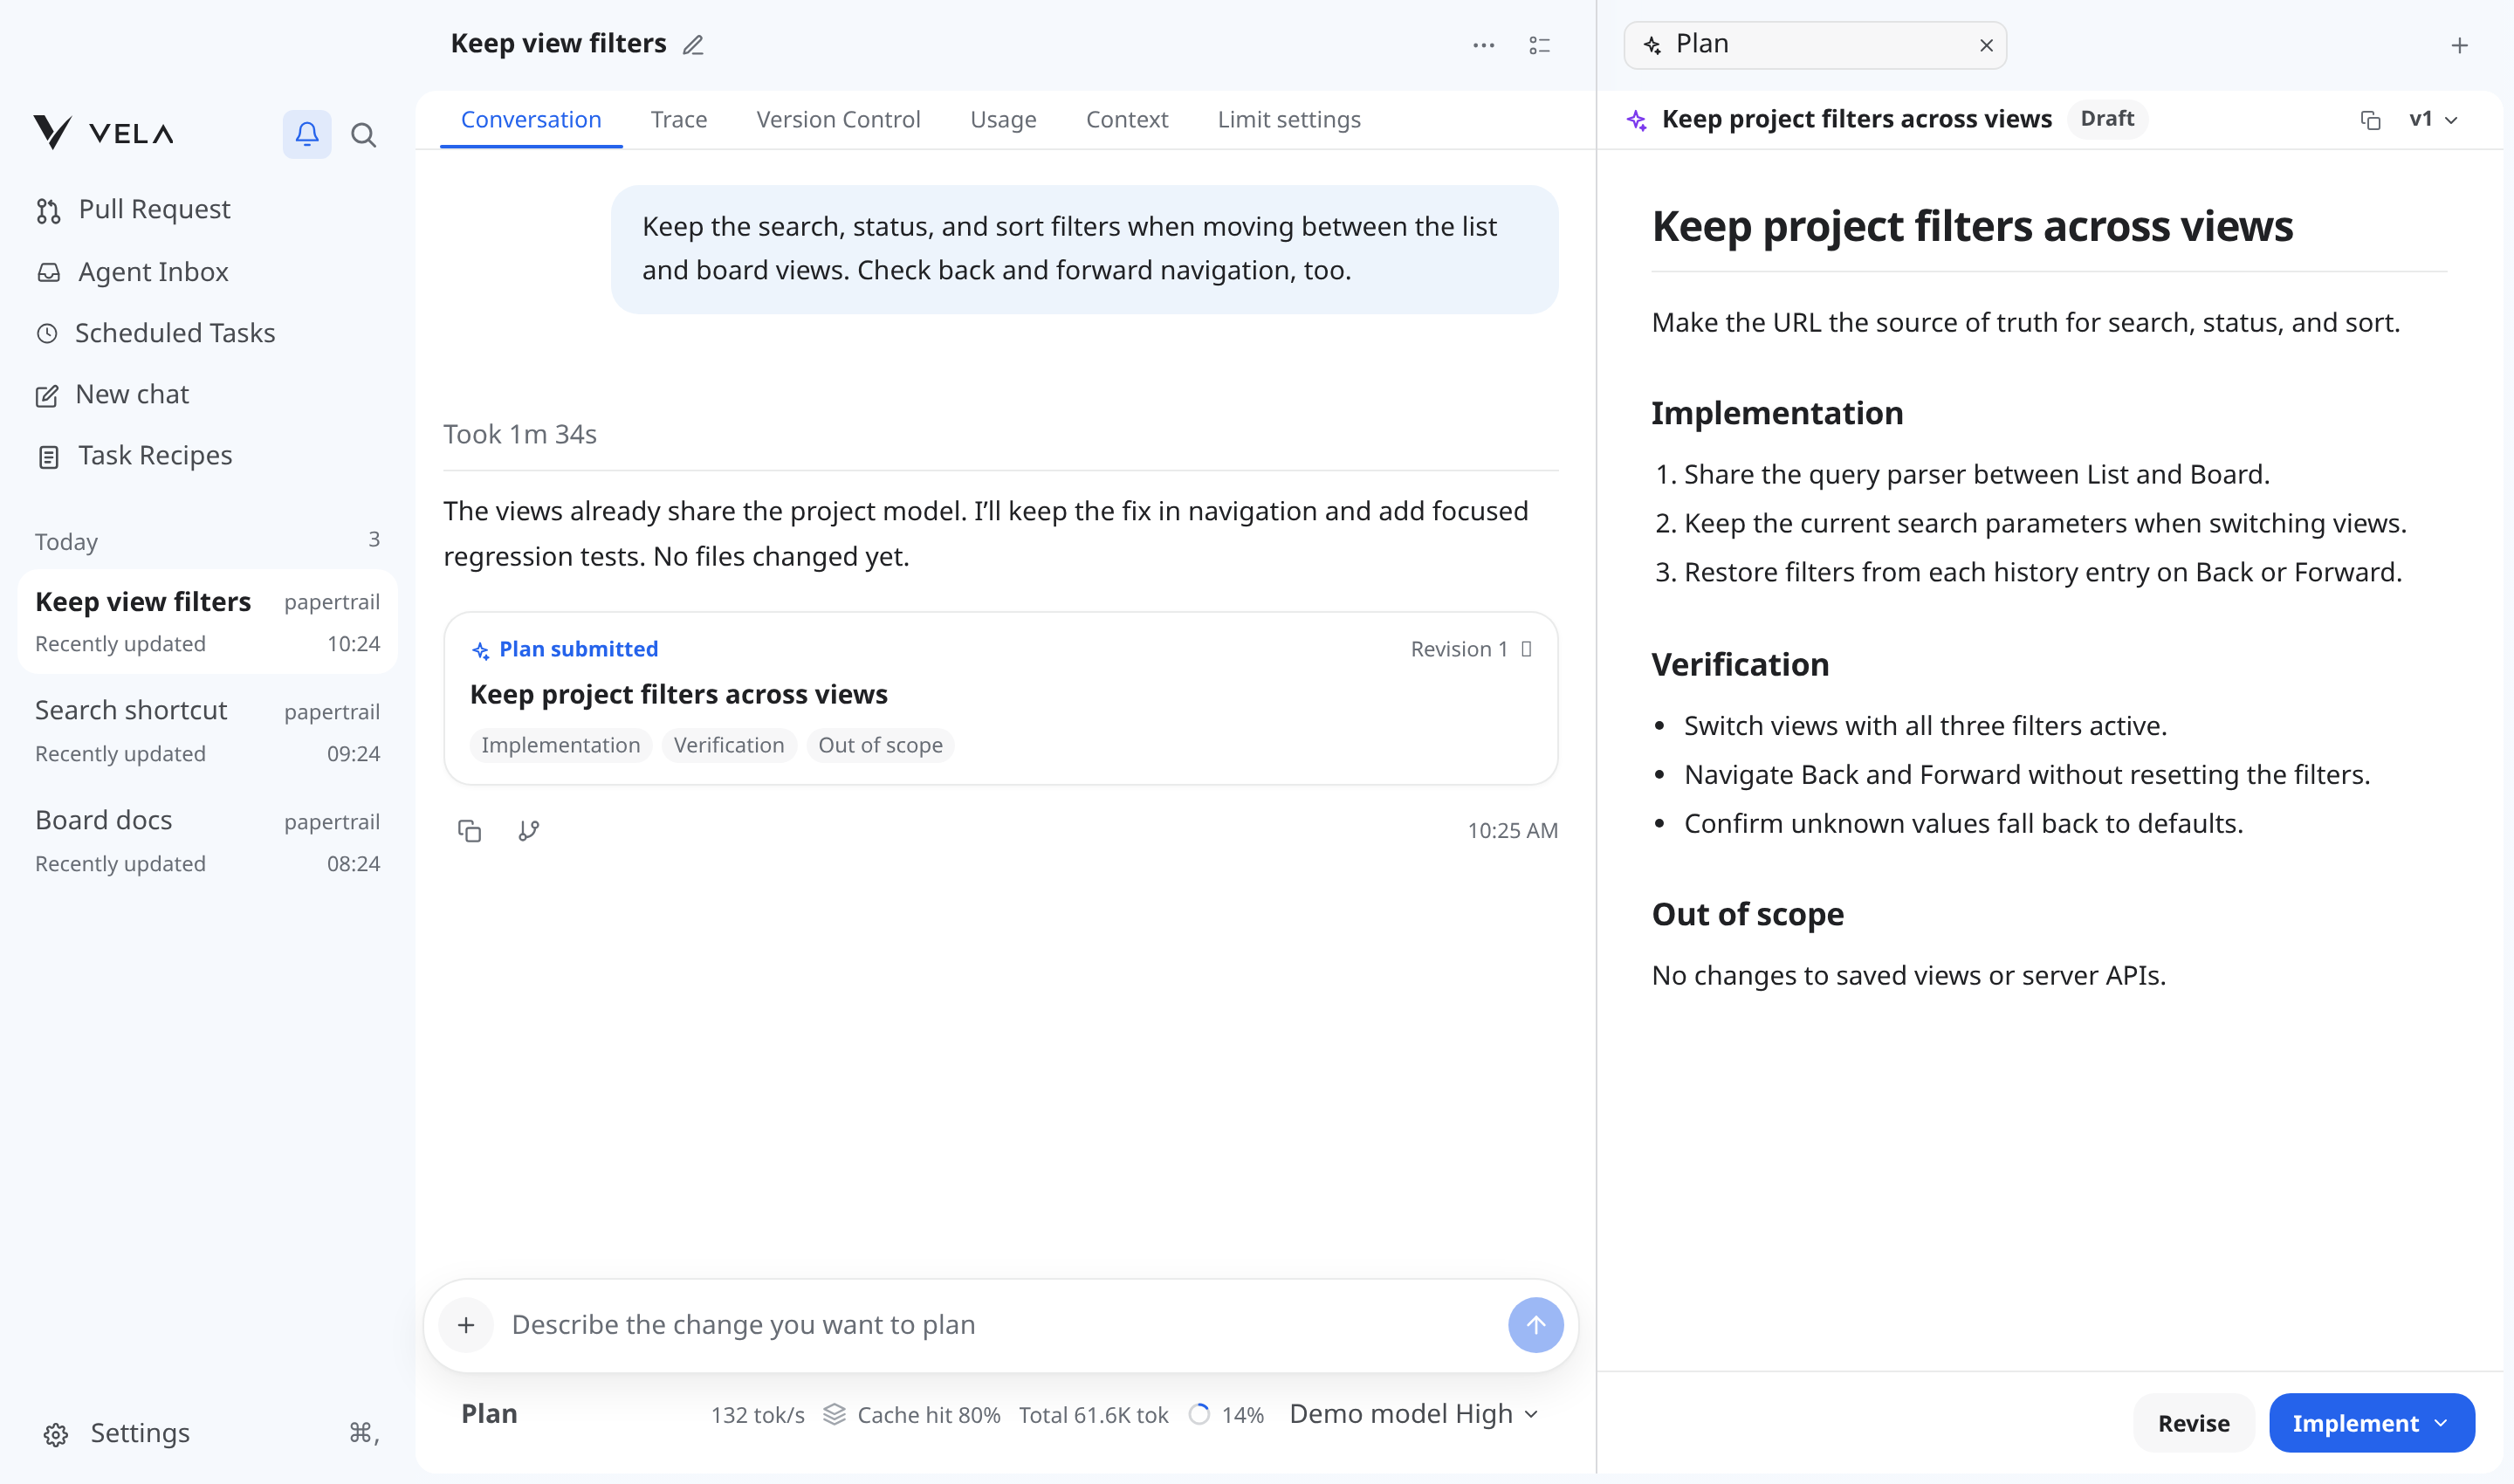 VELA
Pull Request
Agent Inbox
Scheduled Tasks
New chat
Task Recipes
Today 3
Keep view filters papertrail
Recently updated 10:24
Search shortcut papertrail
Recently updated 09:24
Board docs papertrail
Recently updated 08:24
Settings ⌘,
Keep view filters
Conversation Trace Version Control Usage Context Limit settings
Keep the search, status, and sort filters when moving between the list
and board views. Check back and forward navigation, too.
Took 1m 34s
The views already share the project model. I’ll keep the fix in navigation and add focused
regression tests. No files changed yet.
Plan submitted Revision 1
Keep project filters across views
Implementation Verification Out of scope
10:25 AM
Describe the change you want to plan
Plan 132 tok/s Cache hit 80% Total 61.6K tok 14% Demo model High
Plan
Keep project filters across views Draft v1
Keep project filters across views
Make the URL the source of truth for search, status, and sort.
Implementation
1. Share the query parser between List and Board.
2. Keep the current search parameters when switching views.
3. Restore filters from each history entry on Back or Forward.
Verification
• Switch views with all three filters active.
• Navigate Back and Forward without resetting the filters.
• Confirm unknown values fall back to defaults.
Out of scope
No changes to saved views or server APIs.
Revise Implement